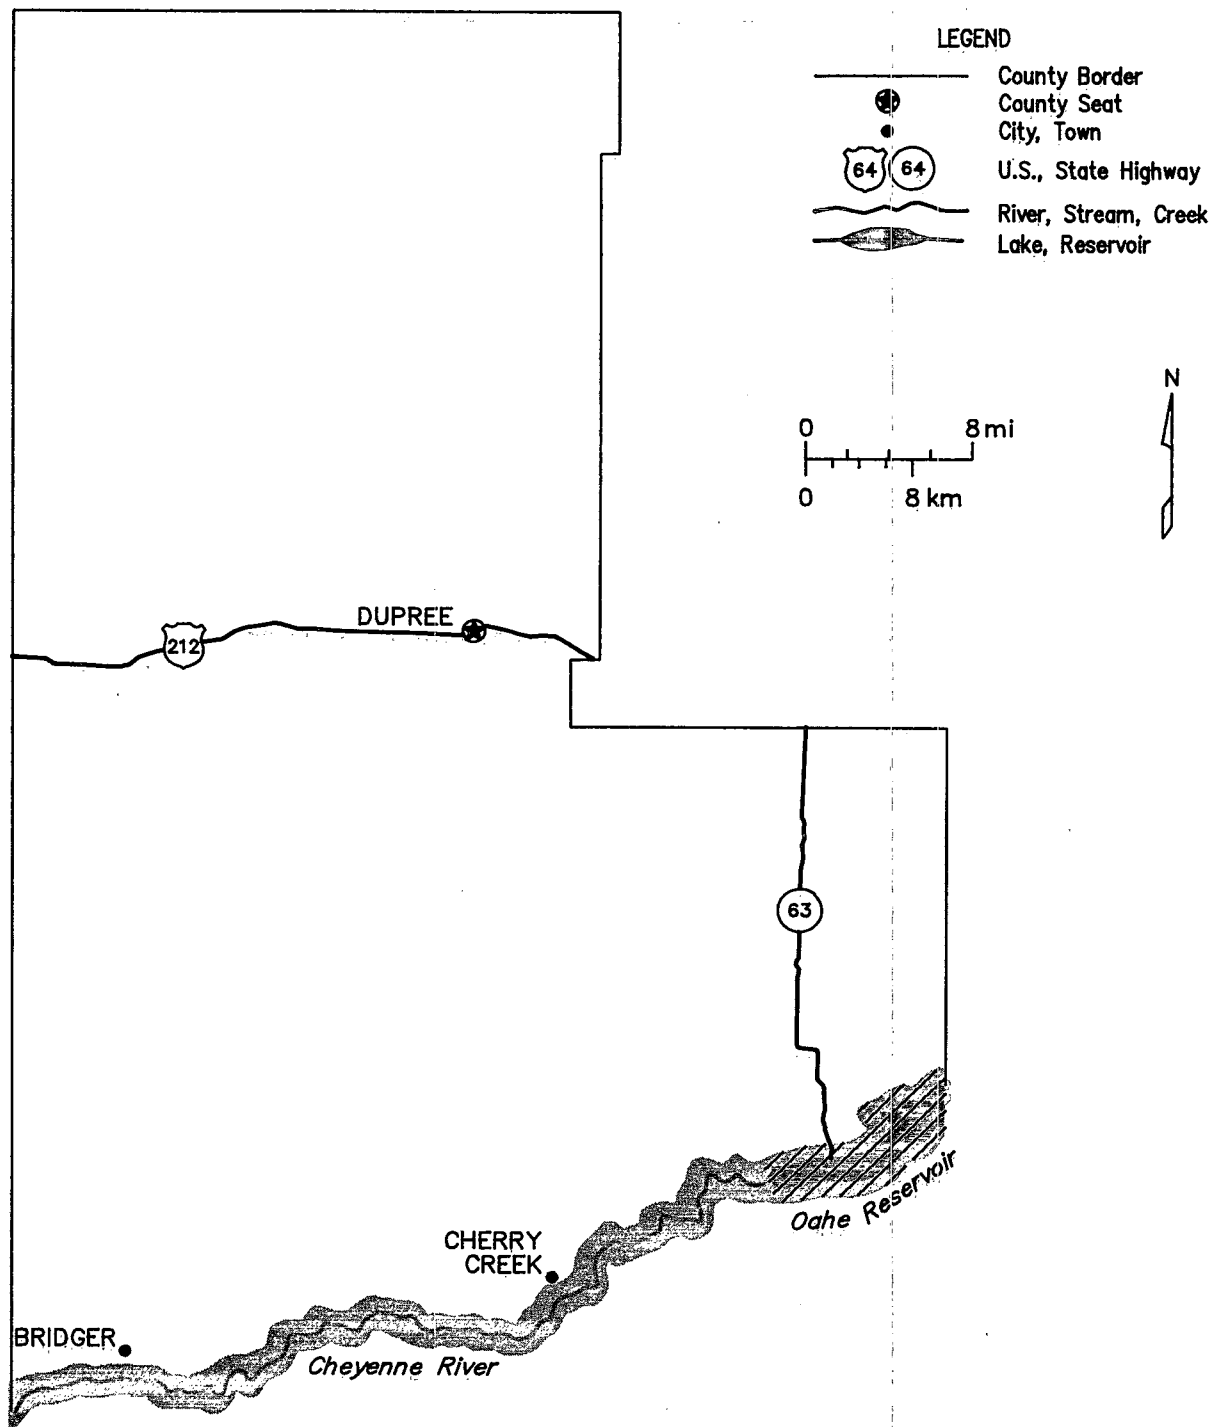 LEGEND
County Border
County Seat
City, Town
64 64 U.S., State Highway
River, Stream, Creek
Lake, Reservoir
N
0 8 mi
0 8 km
DUPREE
212
63
Oahe Reservoir
CHERRY
CREEK
BRIDGER
Cheyenne River